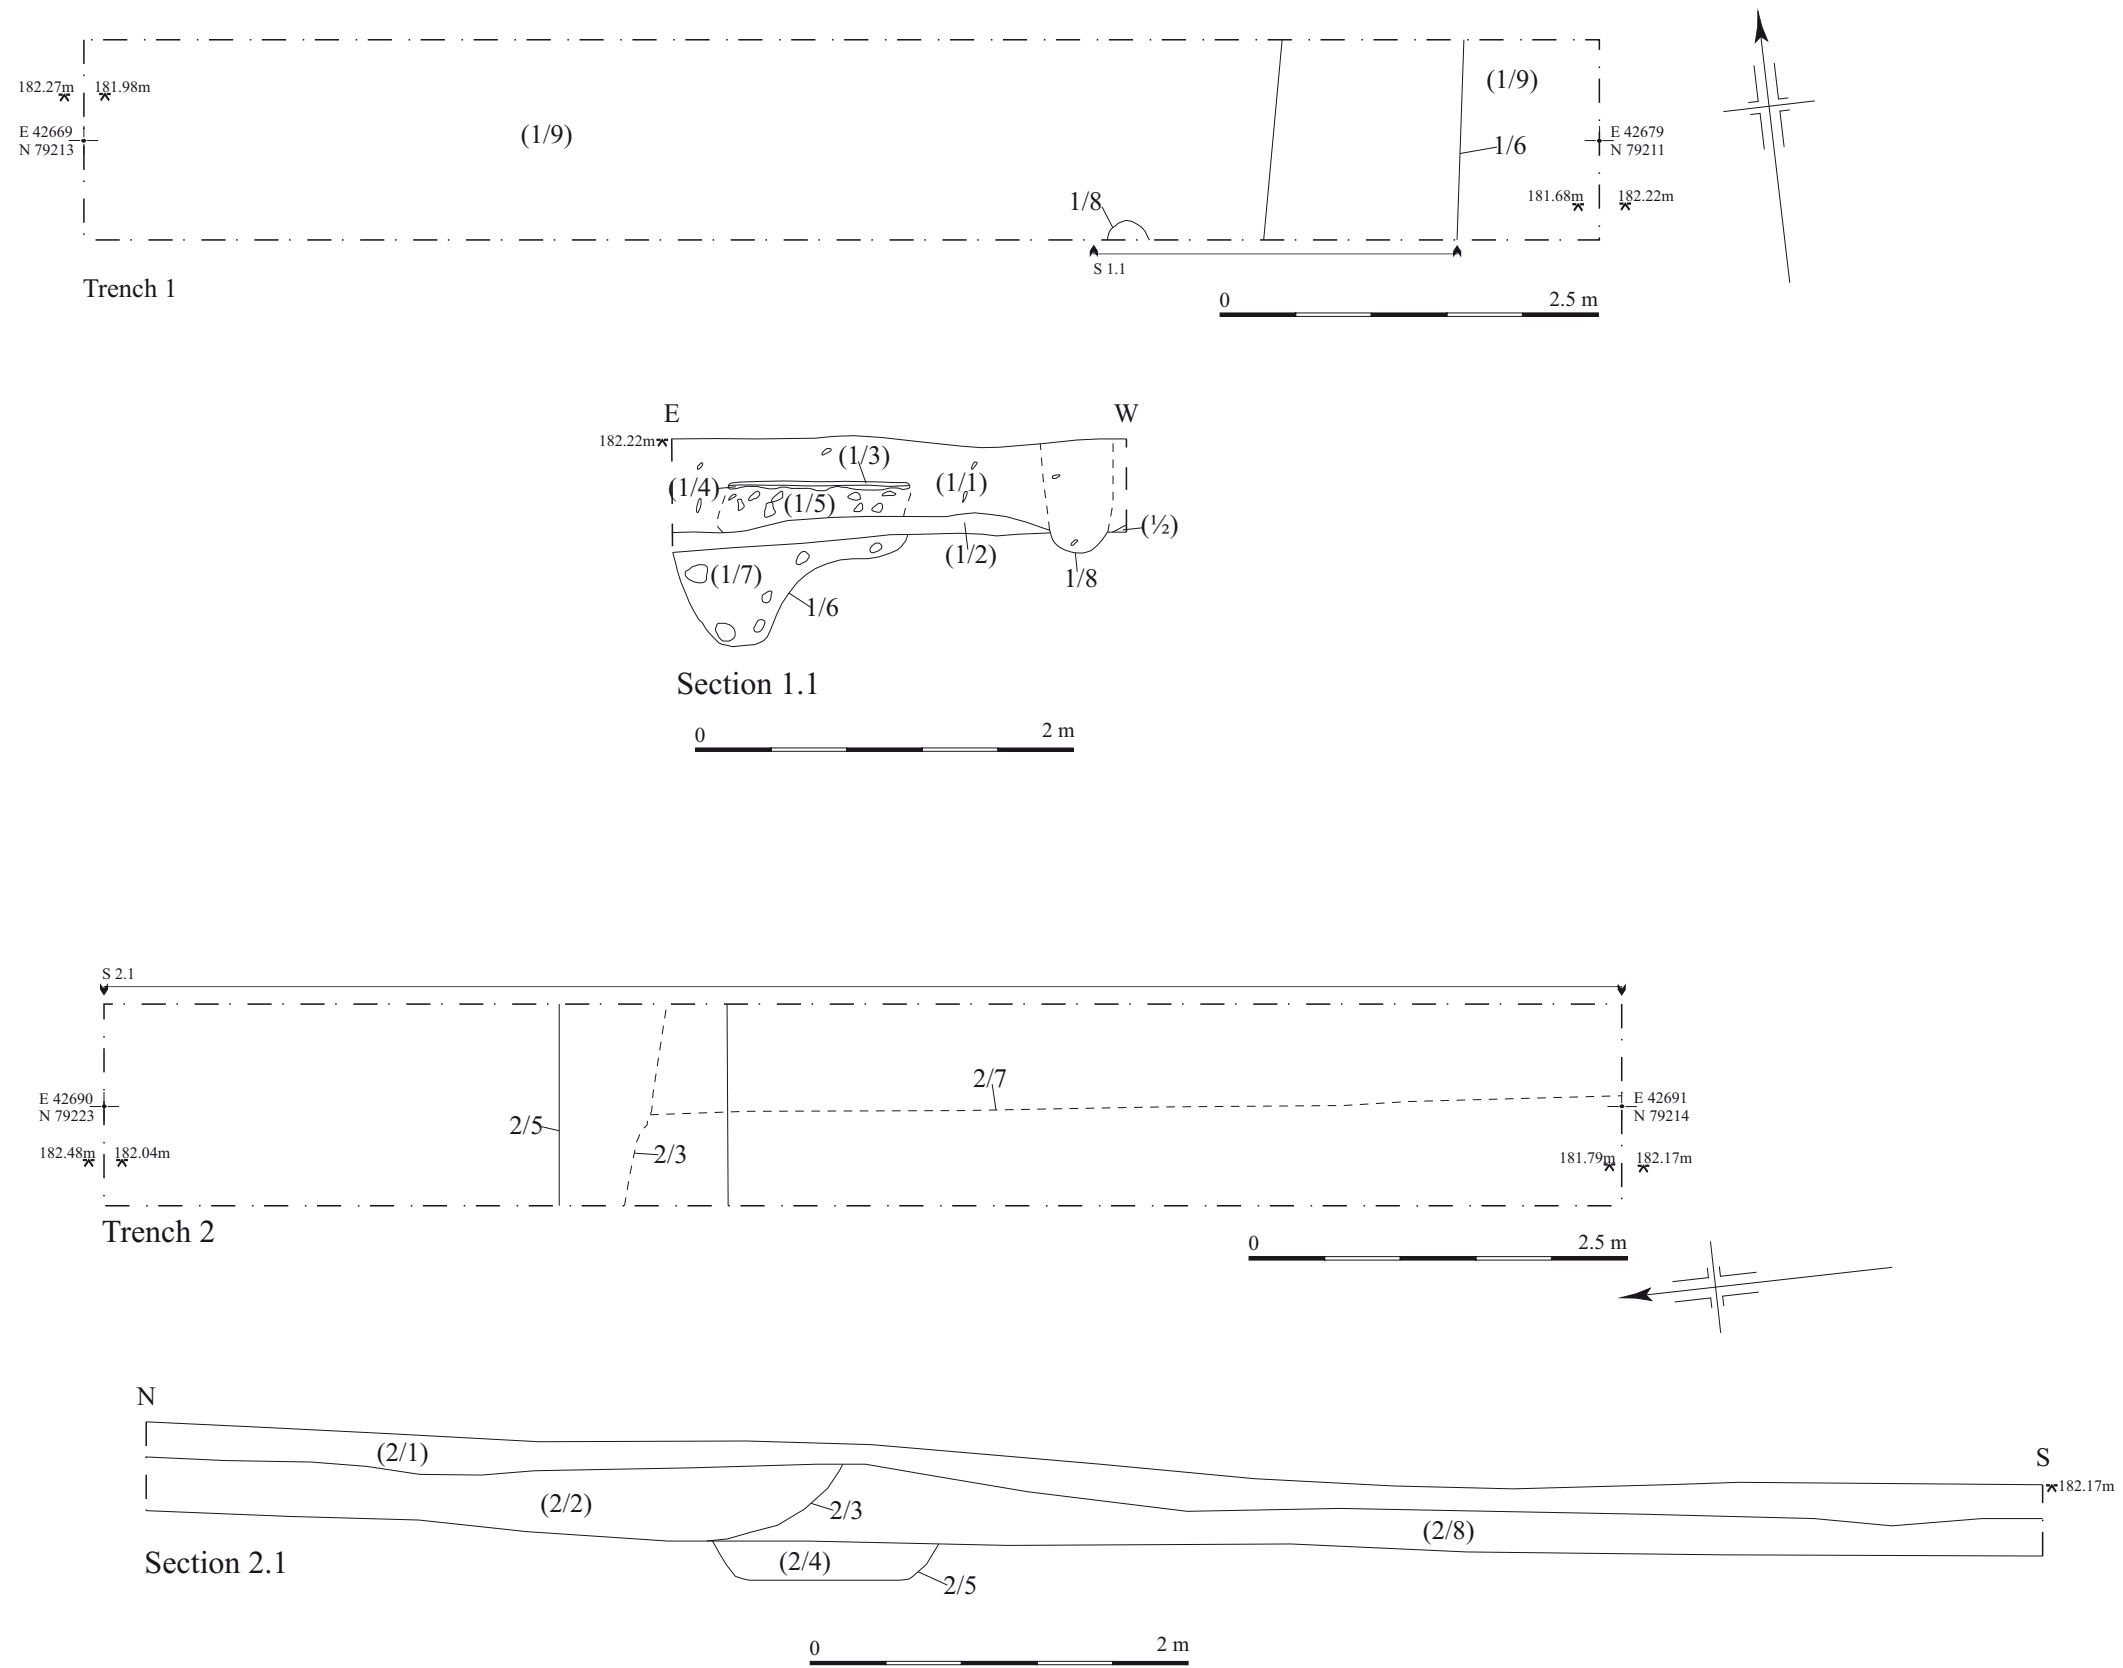 182.27m 181.98m
(1/9)
E 42669
N 79213
(1/9)
1/6
E 42679
N 79211
1/8
181.68m 182.22m
S 1.1
Trench 1
0 2.5 m
E W
182.22m
(1/3)
(1/4)
(1/1)
(1/5)
(½)
(1/2)
(1/7)
1/8
1/6
Section 1.1
0 2 m
S 2.1
2/7
E 42690
N 79223
E 42691
N 79214
2/5
2/3
182.48m 182.04m
181.79m 182.17m
Trench 2
0 2.5 m
N
(2/1)
S
182.17m
(2/2)
2/3
(2/8)
Section 2.1
(2/4)
2/5
0 2 m